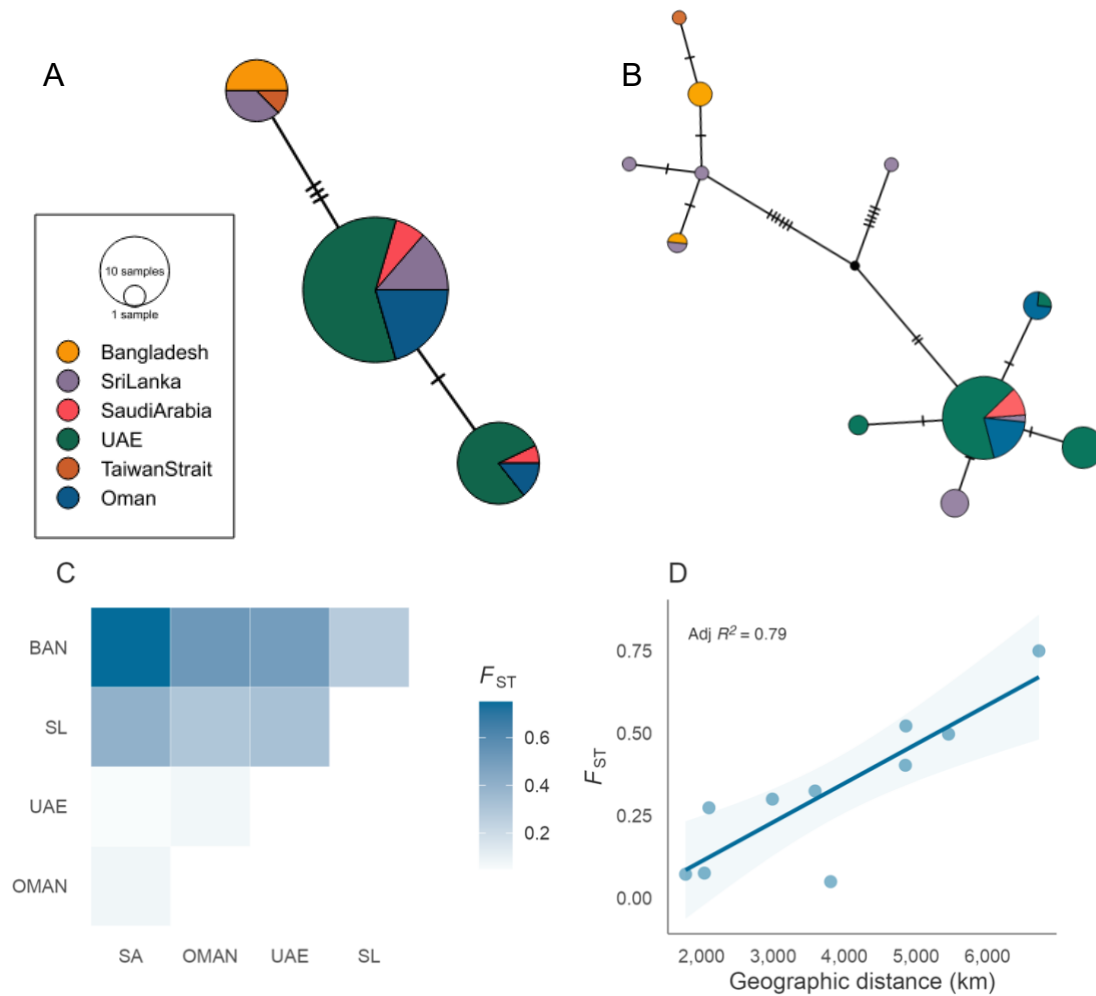 A
B
10 samples
1 sample
Bangladesh
SriLanka
SaudiArabia
UAE
TaiwanStrait
Oman
C
BAN
SL
UAE
OMAN
SA OMAN UAE SL
FST
0.6
0.4
0.2
D
Adj R² = 0.79
FST
0.75
0.50
0.25
0.00
2,000 3,000 4,000 5,000 6,000
Geographic distance (km)